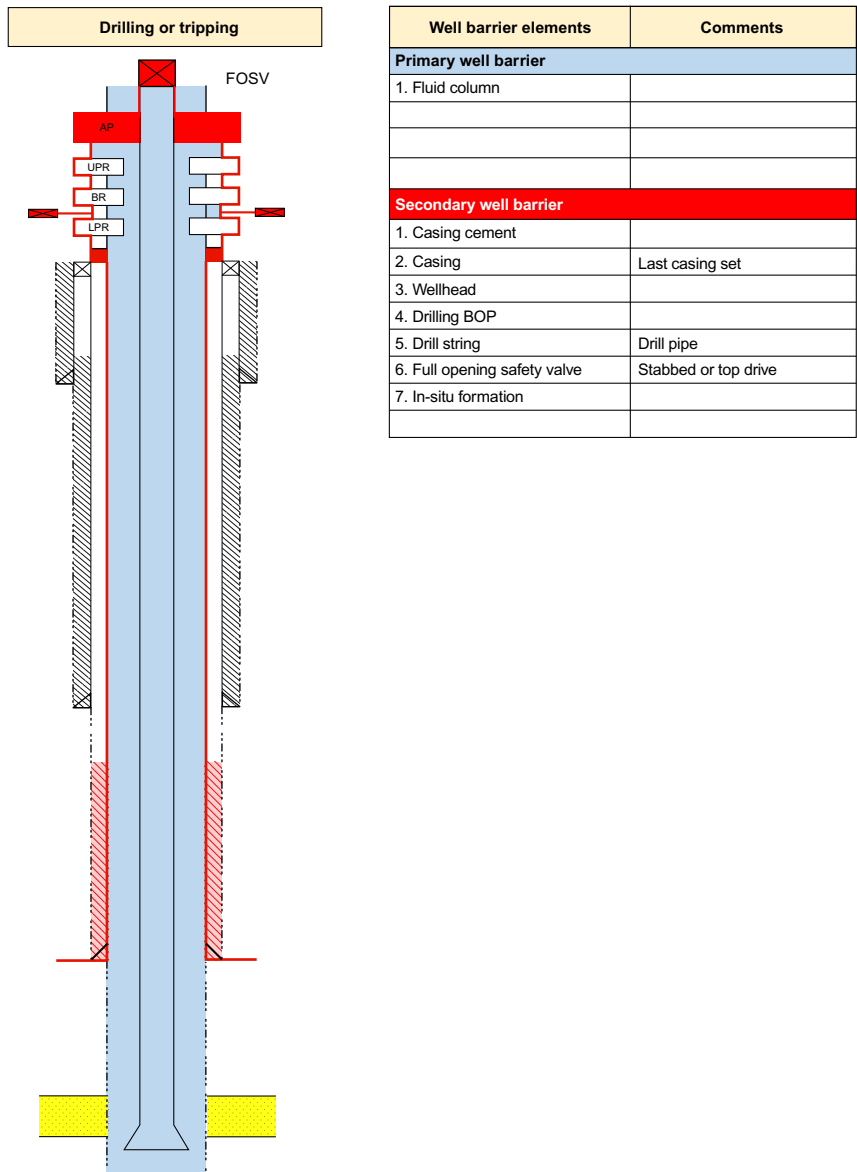 Drilling or tripping
FOSV
AP
UPR
BR
LPR
Well barrier elements Comments
Primary well barrier
1. Fluid column
Secondary well barrier
1. Casing cement
2. Casing Last casing set
3. Wellhead
4. Drilling BOP
5. Drill string Drill pipe
6. Full opening safety valve Stabbed or top drive
7. In-situ formation